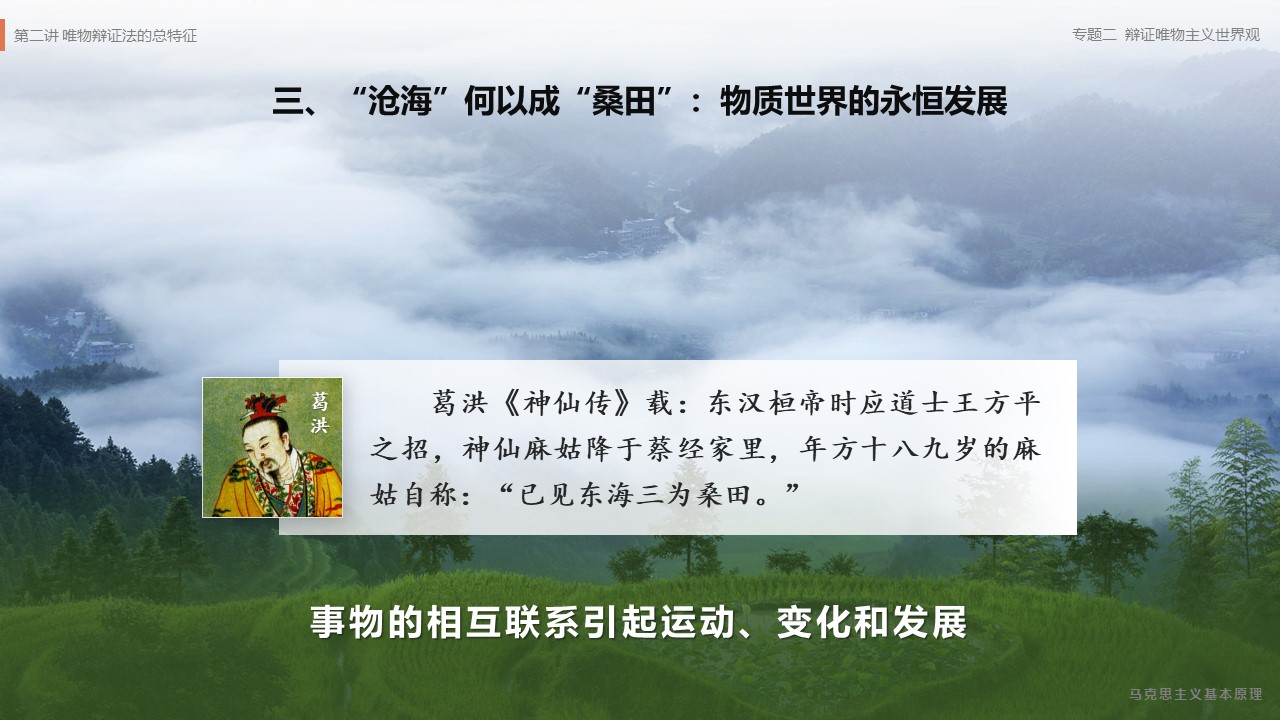 第二讲 唯物辩证法的总特征
专题二 辩证唯物主义世界观
三、“沧海”何以成“桑田”：物质世界的永恒发展
葛洪
葛洪《神仙传》载：东汉桓帝时应道士王方平
之招，神仙麻姑降于蔡经家里，年方十八九岁的麻
姑自称：“已见东海三为桑田。”
事物的相互联系引起运动、变化和发展
马克思主义基本原理